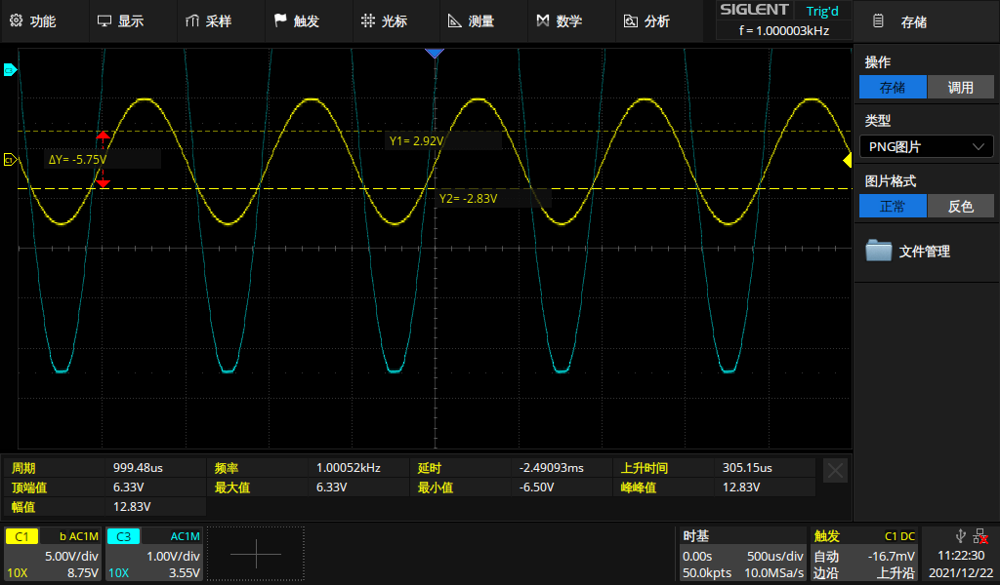 功能 显示 采样 触发 光标 测量 数学 分析 SIGLENT Trig'd 存储
f = 1.000003kHz
操作
存储 调用
类型
PNG图片
图片格式
正常 反色
文件管理
C3
C1
ΔY= -5.75V
Y1= 2.92V
Y2= -2.83V
周期 999.48us 频率 1.00052kHz 延时 -2.49093ms 上升时间 305.15us
顶端值 6.33V 最大值 6.33V 最小值 -6.50V 峰峰值 12.83V
幅值 12.83V
C1 b AC1M C3 AC1M 时基 触发 C1 DC
5.00V/div 1.00V/div 0.00s 500us/div 自动 -16.7mV 11:22:30
10X 8.75V 10X 3.55V 50.0kpts 10.0MSa/s 边沿 上升沿 2021/12/22